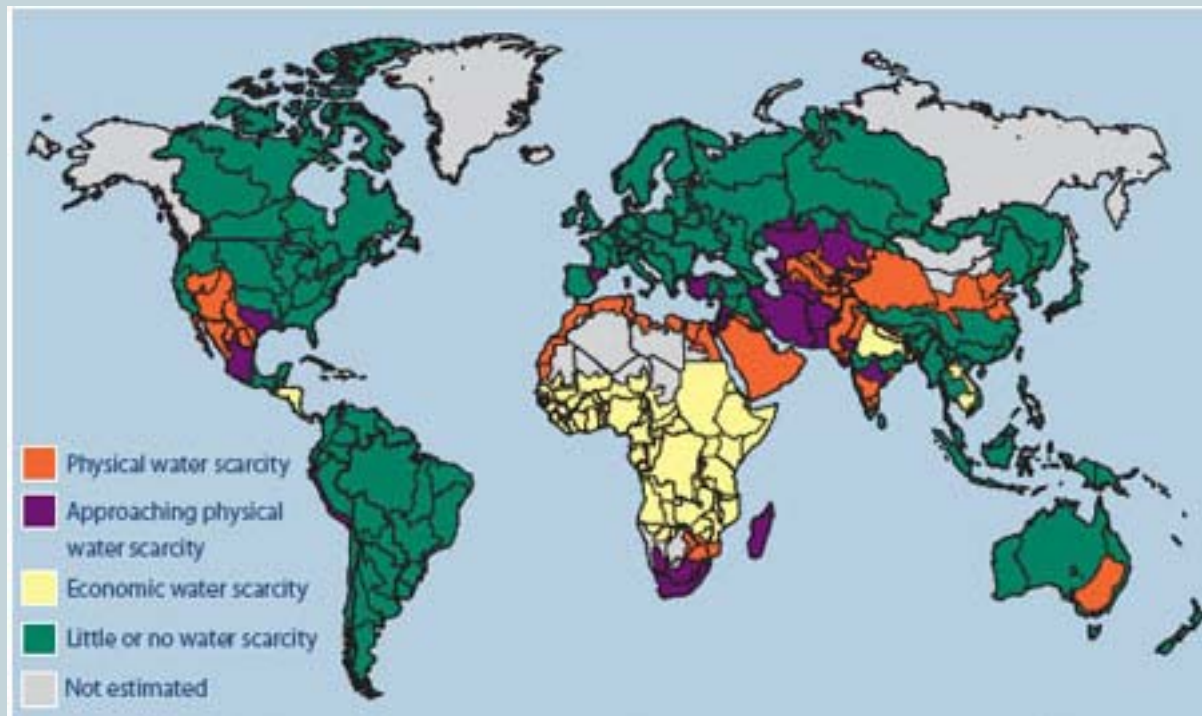 Physical water scarcity
Approaching physical
water scarcity
Economic water scarcity
Little or no water scarcity
Not estimated